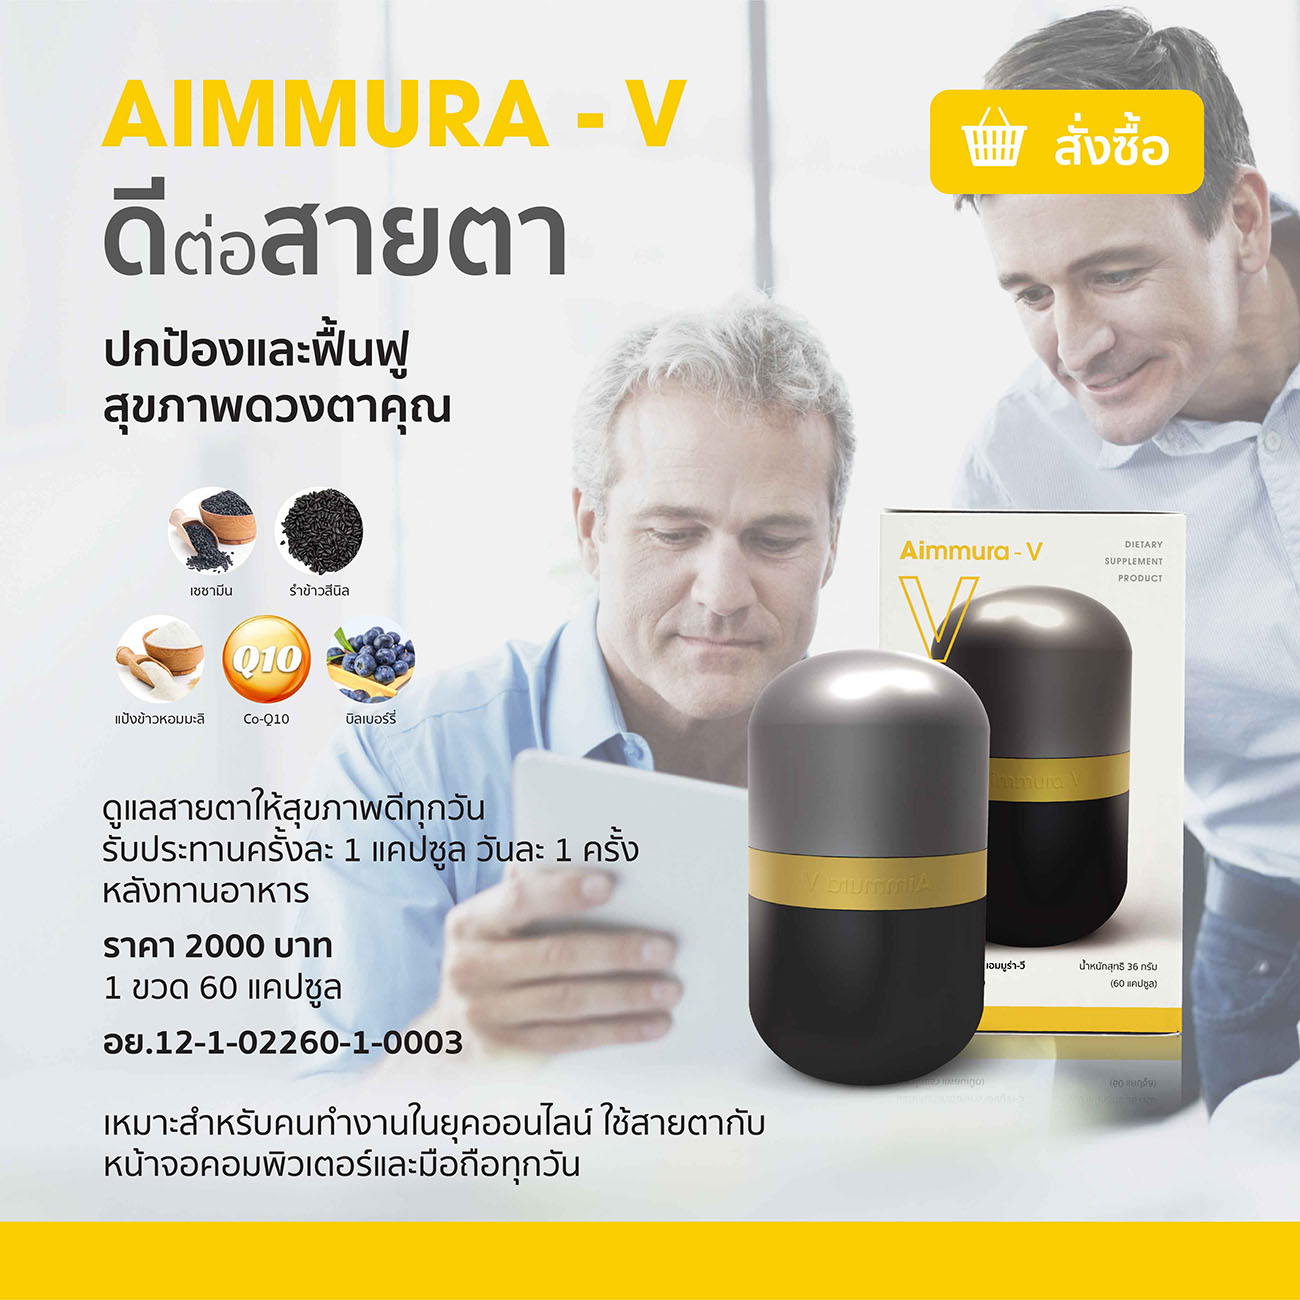 AIMMURA - V
สั่งซื้อ
ดีต่อสายตา
ปกป้องและฟื้นฟู
สุขภาพดวงตาคุณ
เซซามีน
รำข้าวสีนิล
Q10
แป้งข้าวหอมมะลิ
Co-Q10
บิลเบอร์รี่
ดูแลสายตาให้สุขภาพดีทุกวัน
รับประทานครั้งละ 1 แคปซูล วันละ 1 ครั้ง
หลังทานอาหาร
ราคา 2000 บาท
1 ขวด 60 แคปซูล
อย.12-1-02260-1-0003
เหมาะสำหรับคนทำงานในยุคออนไลน์ ใช้สายตากับ
หน้าจอคอมพิวเตอร์และมือถือทุกวัน
Aimmura - V
DIETARY
SUPPLEMENT
PRODUCT
V
Aimmura V
Aimmura V
เอมมูร่า-วี
น้ำหนักสุทธิ 36 กรัม
(60 แคปซูล)